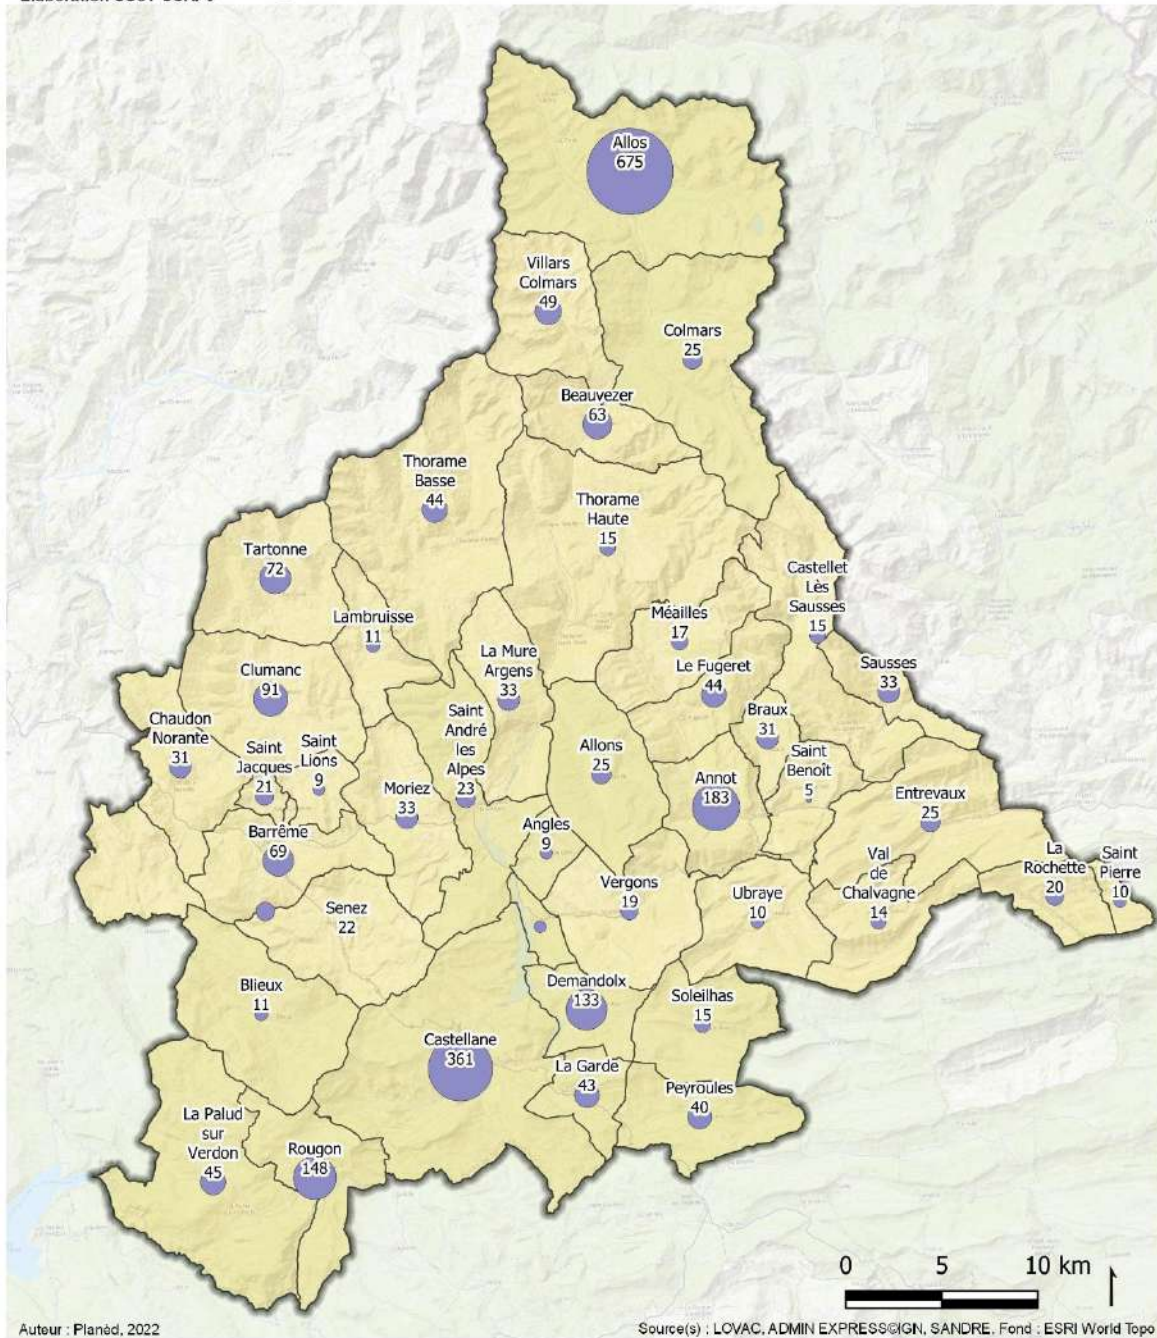 Allos
675
Villars
Colmars
49
Colmars
25
Beauvezer
63
Thorame
Basse
44
Thorame
Haute
15
Tartonne
72
Castellet
Lès
Sausses
15
Lambruisse
11
Méailles
17
La Mure
Argens
33
Le Fugeret
44
Sausses
33
Clumanc
91
Chaudon
Norante
31
Saint
Jacques
21
Saint
Lions
9
Saint
André
les
Alpes
23
Braux
31
Allons
25
Saint
Benoît
5
Moriez
33
Annot
183
Entrevaux
25
Barrême
69
Angles
9
Val
de
Chalvagne
14
La
Rochette
20
Saint
Pierre
10
Vergons
19
Ubraye
10
Senez
22
Blieux
11
Demandolx
133
Soleilhas
15
Castellane
361
La Garde
43
Peyroules
40
La Palud
sur
Verdon
45
Rougon
148
0 5 10 km
Auteur : Planèd, 2022
Source(s) : LOVAC, ADMIN EXPRESS©IGN, SANDRE, Fond : ESRI World Topo